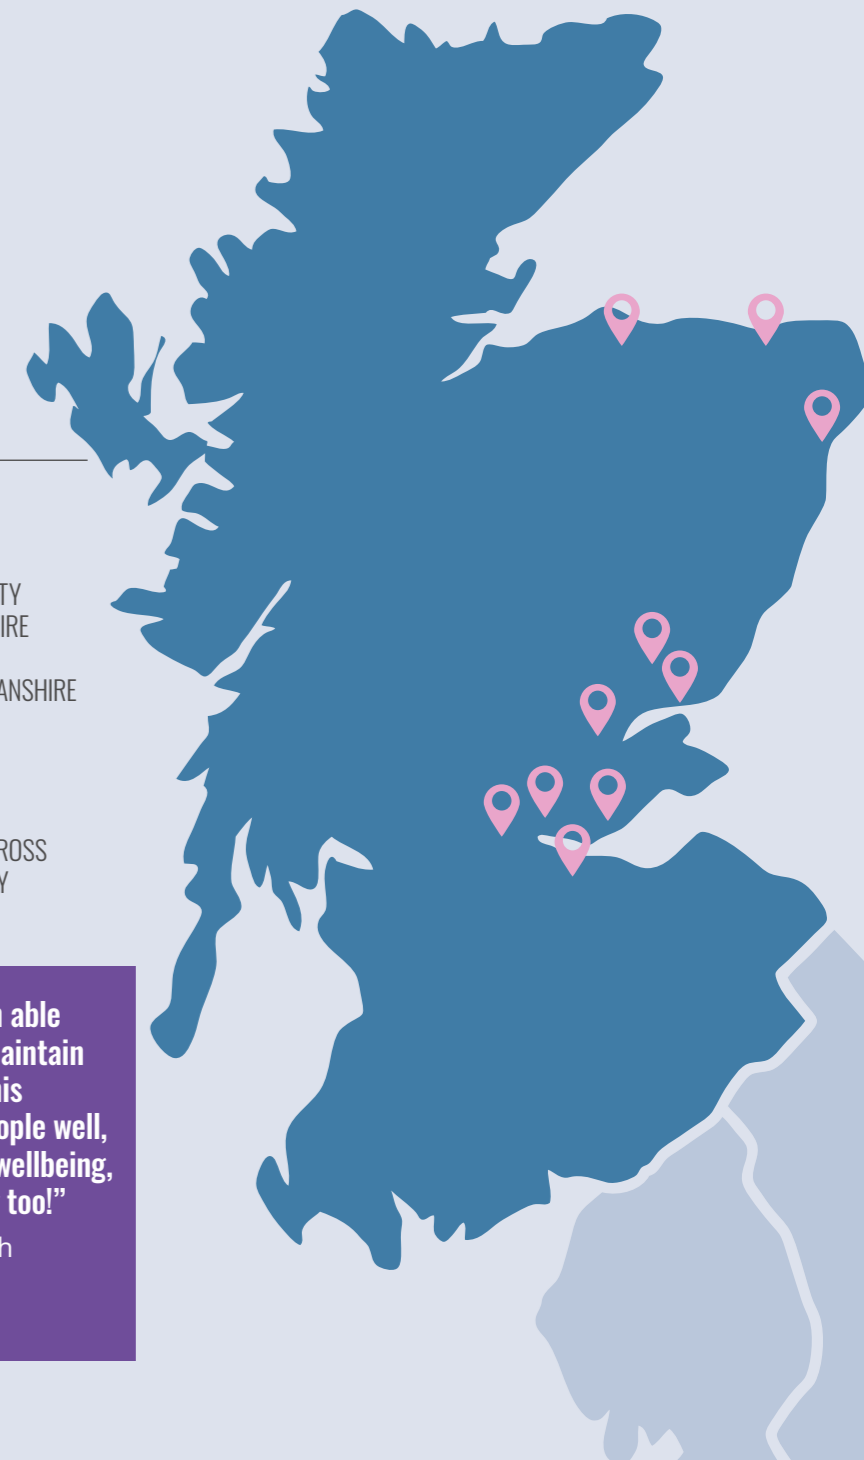 TY
IRE
ANSHIRE
ROSS
Y
able
aintain
is
ople well,
wellbeing,
too!”
h